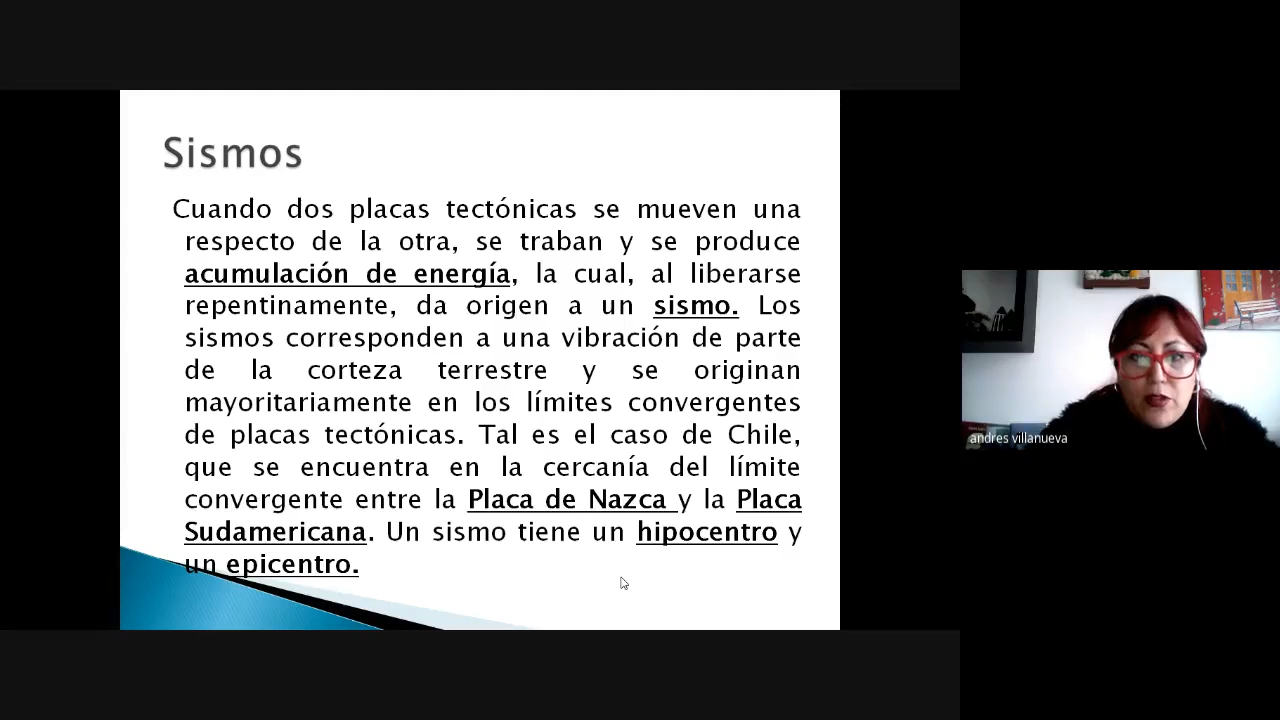 Sismos
Cuando dos placas tectónicas se mueven una
respecto de la otra, se traban y se produce
acumulación de energía, la cual, al liberarse
repentinamente, da origen a un sismo. Los
sismos corresponden a una vibración de parte
de la corteza terrestre y se originan
mayoritariamente en los límites convergentes
de placas tectónicas. Tal es el caso de Chile,
que se encuentra en la cercanía del límite
convergente entre la Placa de Nazca y la Placa
Sudamericana. Un sismo tiene un hipocentro y
un epicentro.
andres villanueva